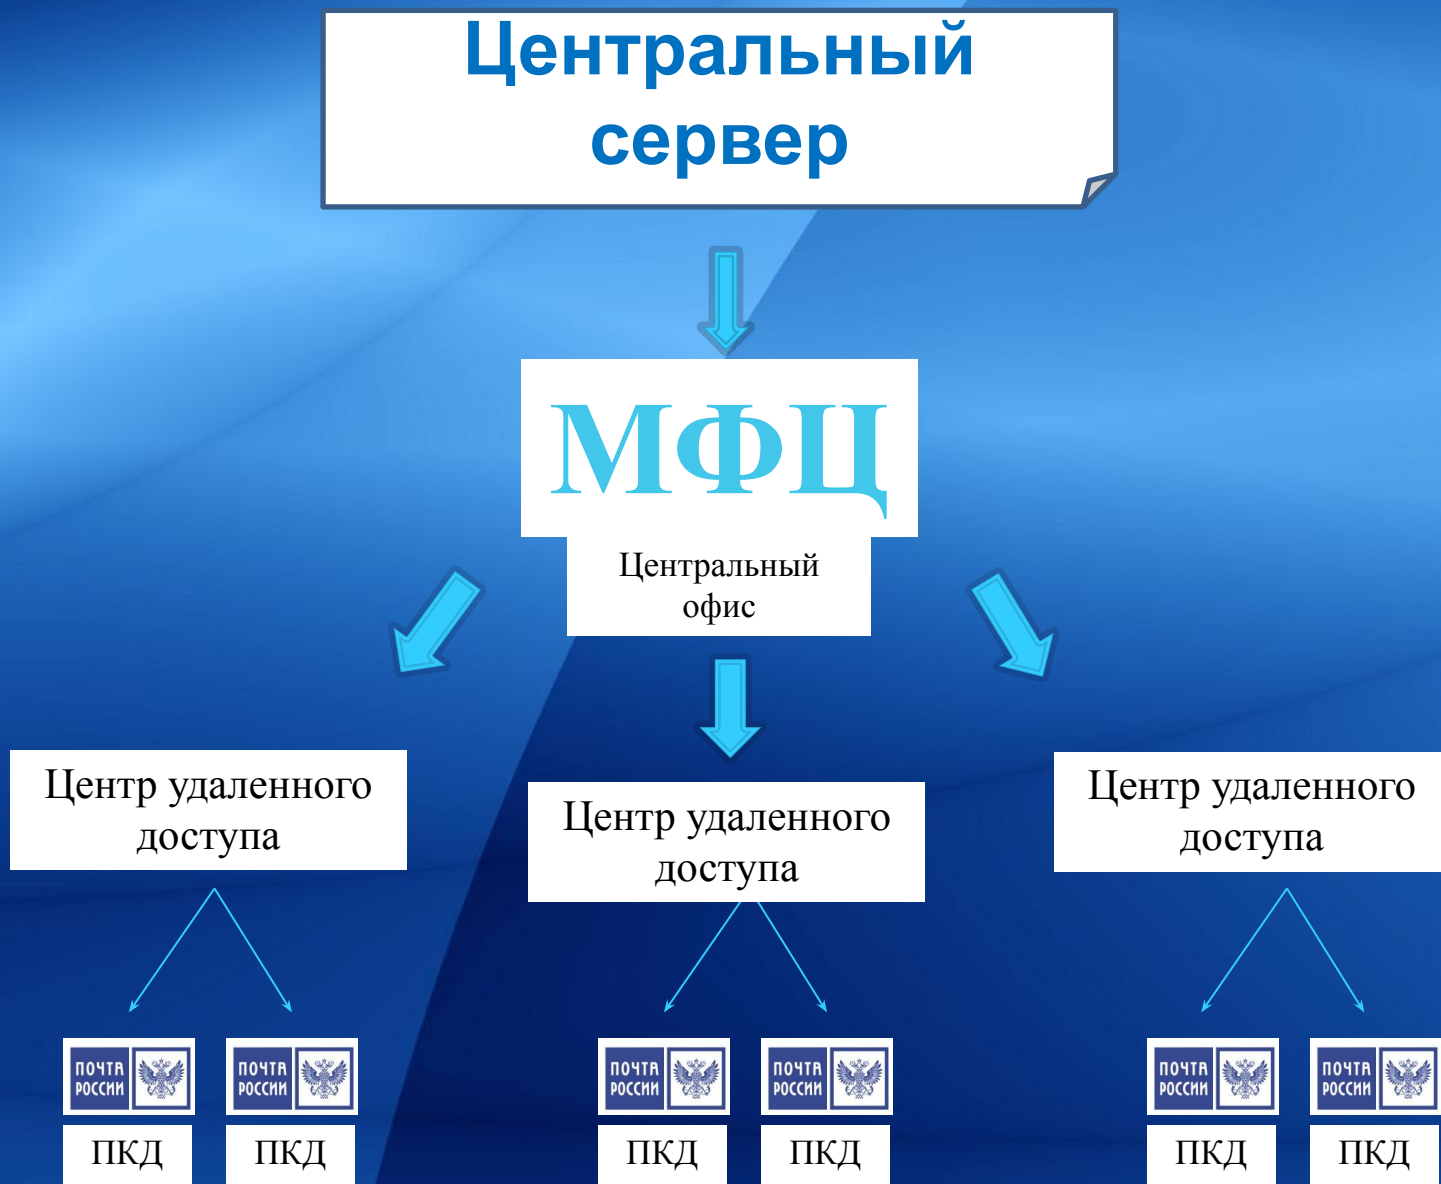 Центральный
сервер
МФЦ
Центральный
офис
Центр удаленного
доступа
Центр удаленного
доступа
Центр удаленного
доступа
ПОЧТА
РОССИИ
ПОЧТА
РОССИИ
ПОЧТА
РОССИИ
ПОЧТА
РОССИИ
ПОЧТА
РОССИИ
ПОЧТА
РОССИИ
ПКД
ПКД
ПКД
ПКД
ПКД
ПКД